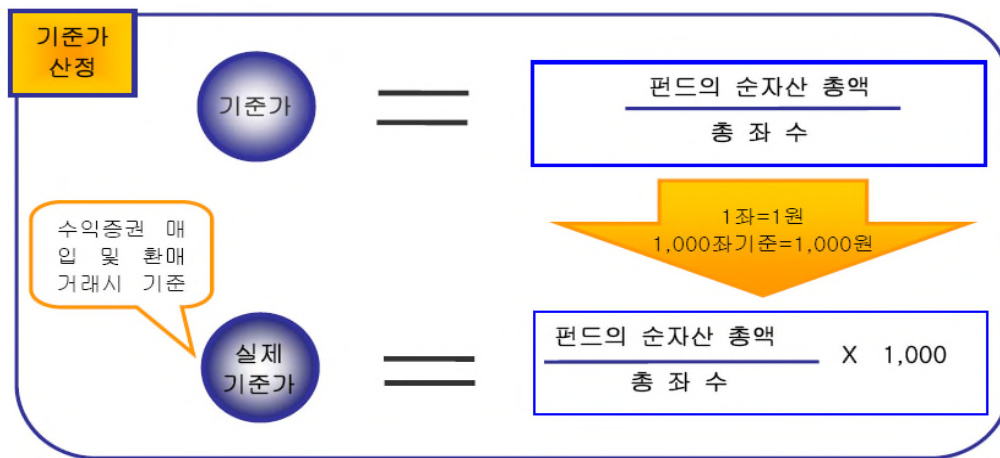 기준가
산정
기준가
펀드의 순자산 총액
총 좌 수
1좌=1원
1,000좌기준=1,000원
수익증권 매
입 및 환매
거래시 기준
실제
기준가
펀드의 순자산 총액
총 좌 수
X 1,000